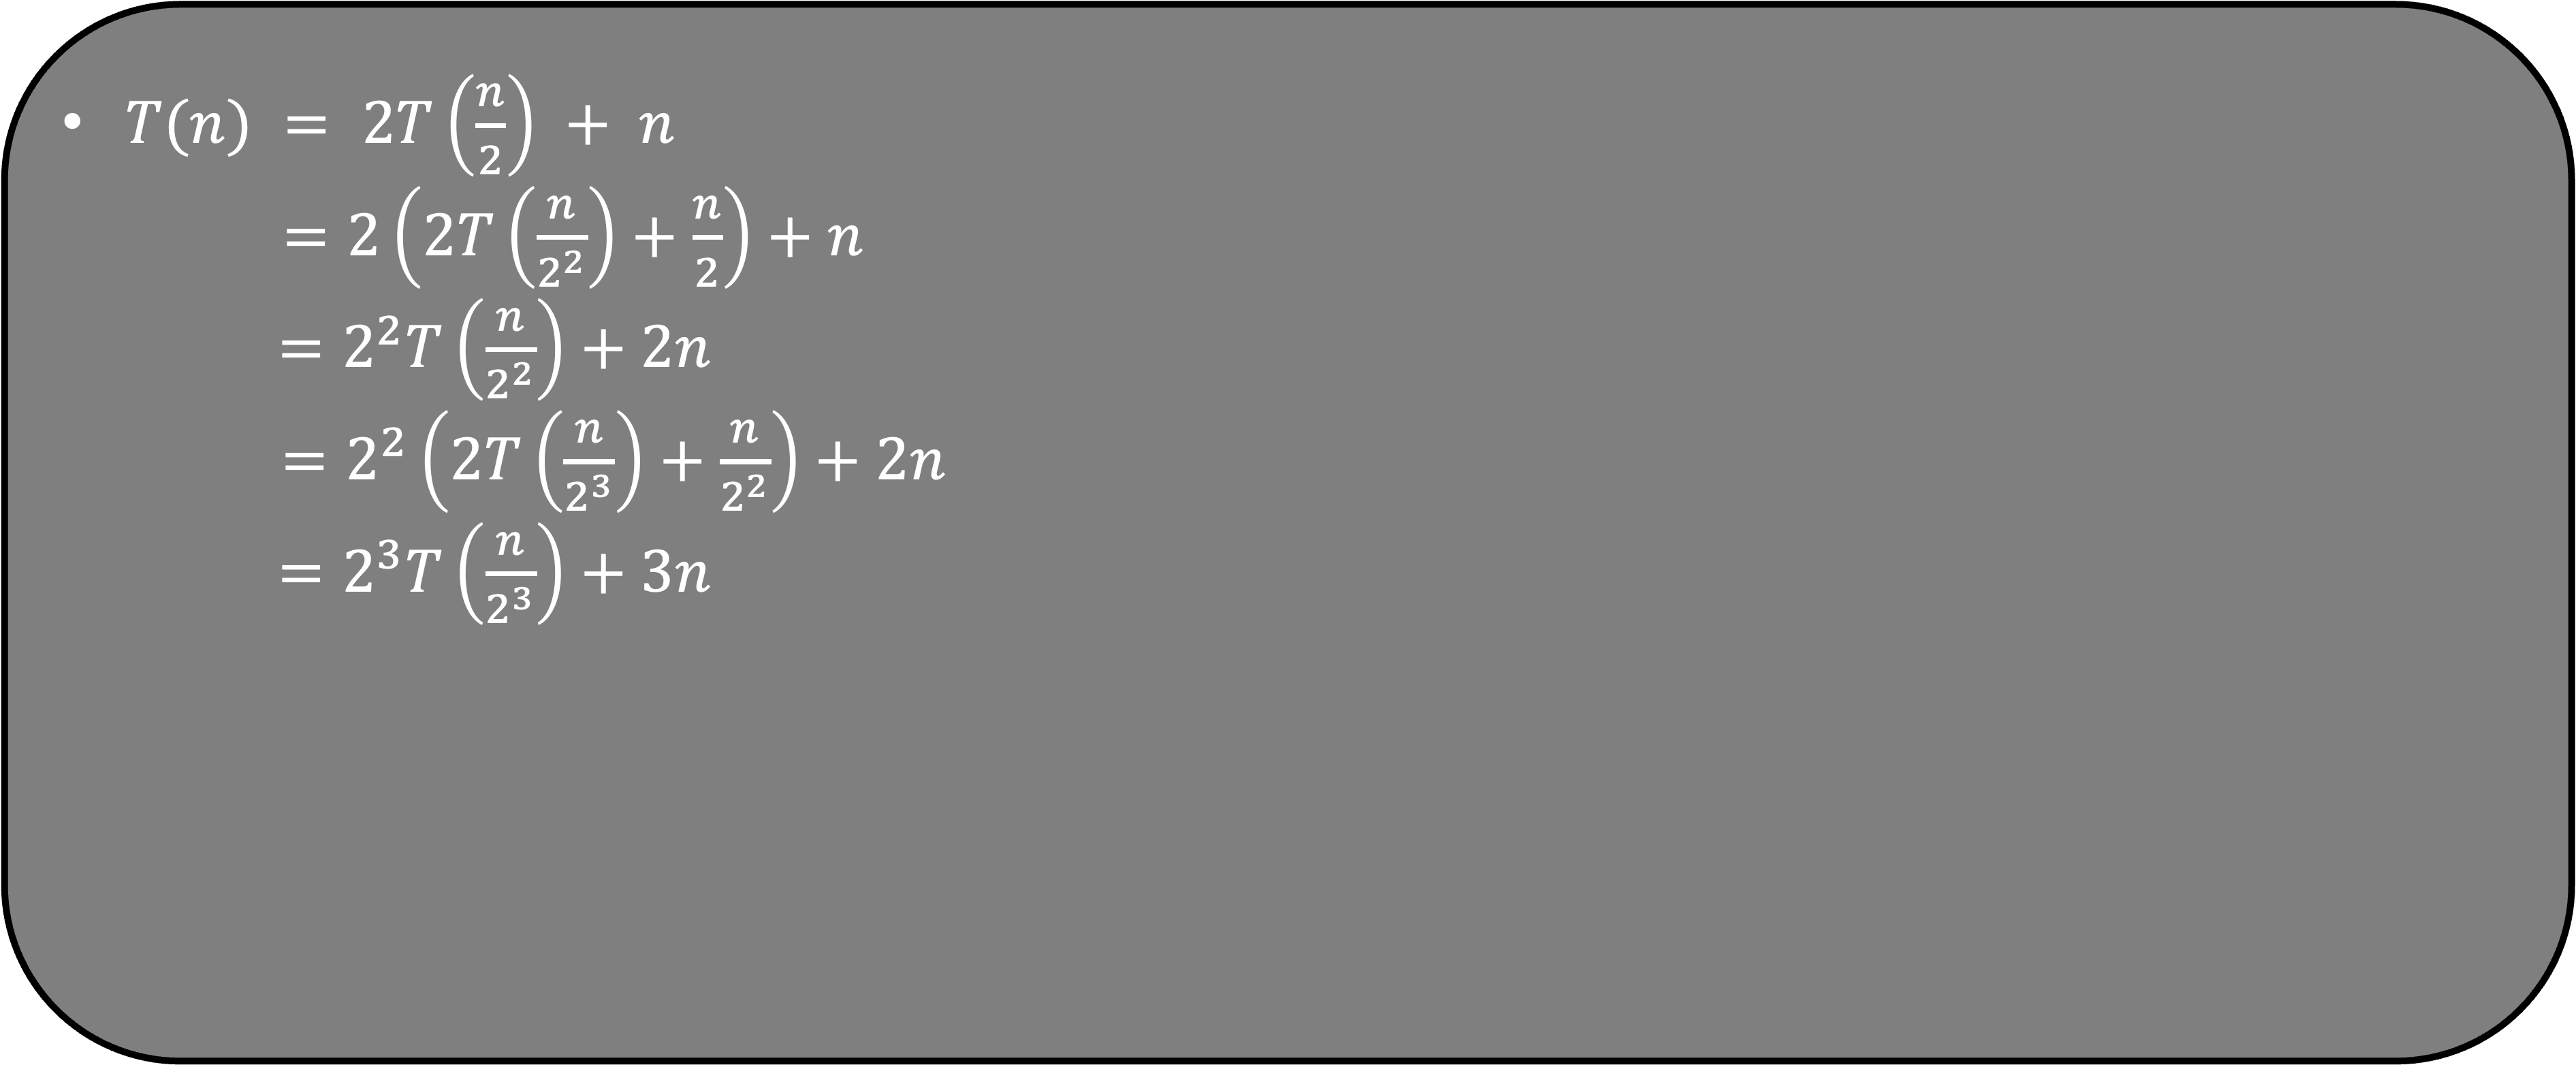 • T(n) = 2T(n/2) + n
= 2(2T(n/2²) + n/2) + n
= 2²T(n/2²) + 2n
= 2²(2T(n/2³) + n/2²) + 2n
= 2³T(n/2³) + 3n